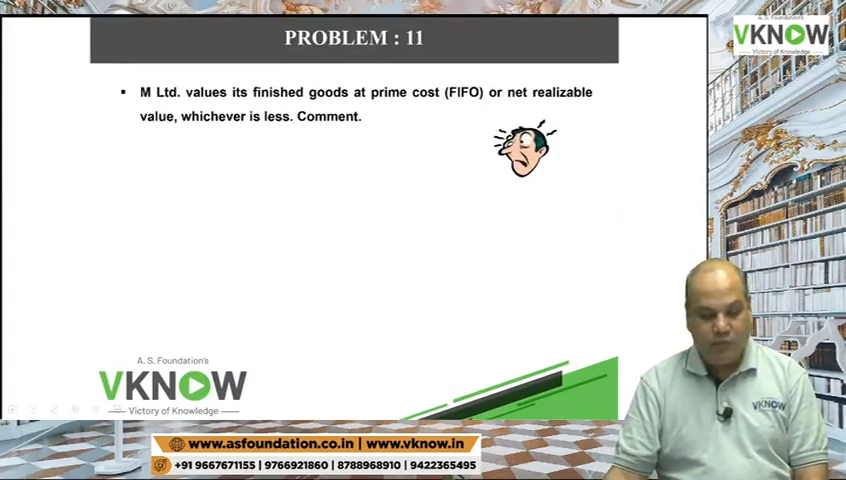 PROBLEM : 11
A. S. Foundation's
VKNOW
Victory of Knowledge
▪ M Ltd. values its finished goods at prime cost (FIFO) or net realizable
value, whichever is less. Comment.
A. S. Foundation's
VKNOW
Victory of Knowledge
VKNOW
www.asfoundation.co.in | www.vknow.in
+91 9667671155 | 9766921860 | 8788968910 | 9422365495